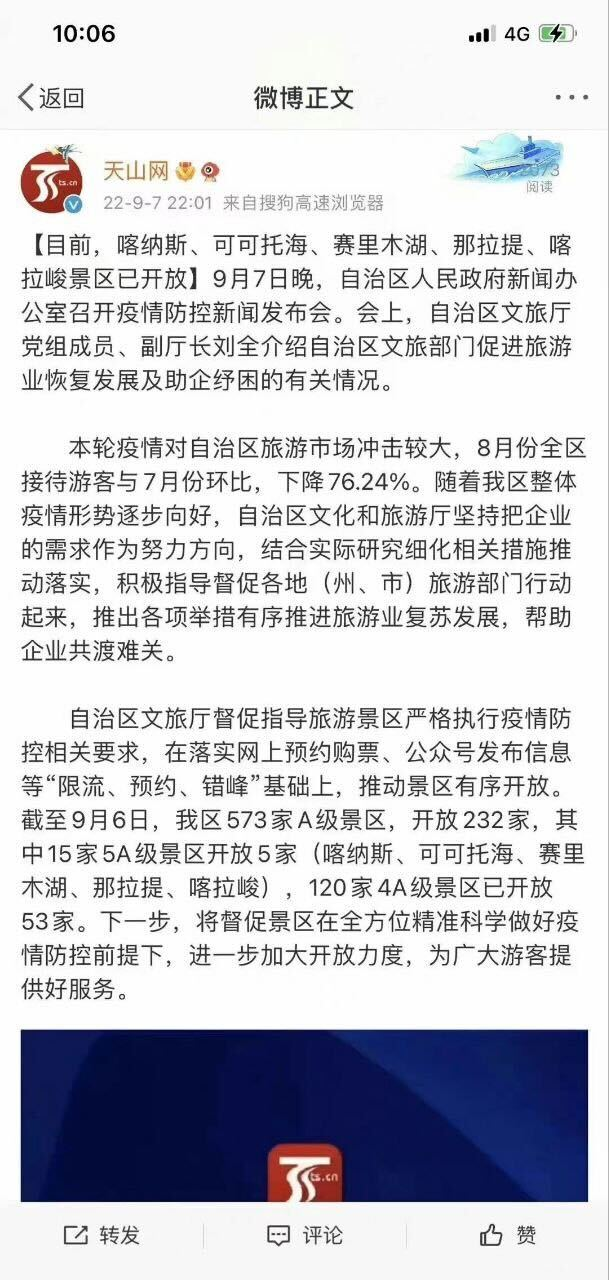 10:06
4G
返回
微博正文
天山网
ts.cn
2073
阅读
22-9-7 22:01 来自搜狗高速浏览器
【目前，喀纳斯、可可托海、赛里木湖、那拉提、喀
拉峻景区已开放】9月7日晚，自治区人民政府新闻办
公室召开疫情防控新闻发布会。会上，自治区文旅厅
党组成员、副厅长刘全介绍自治区文旅部门促进旅游
业恢复发展及助企纾困的有关情况。
本轮疫情对自治区旅游市场冲击较大，8月份全区
接待游客与7月份环比，下降76.24%。随着我区整体
疫情形势逐步向好，自治区文化和旅游厅坚持把企业
的需求作为努力方向，结合实际研究细化相关措施推
动落实，积极指导督促各地（州、市）旅游部门行动
起来，推出各项举措有序推进旅游业复苏发展，帮助
企业共渡难关。
自治区文旅厅督促指导旅游景区严格执行疫情防
控相关要求，在落实网上预约购票、公众号发布信息
等“限流、预约、错峰”基础上，推动景区有序开放。
截至9月6日，我区573家A级景区，开放232家，其
中15家5A级景区开放5家（喀纳斯、可可托海、赛里
木湖、那拉提、喀拉峻），120家4A级景区已开放
53家。下一步，将督促景区在全方位精准科学做好疫
情防控前提下，进一步加大开放力度，为广大游客提
供好服务。
ts.cn
转发
评论
赞